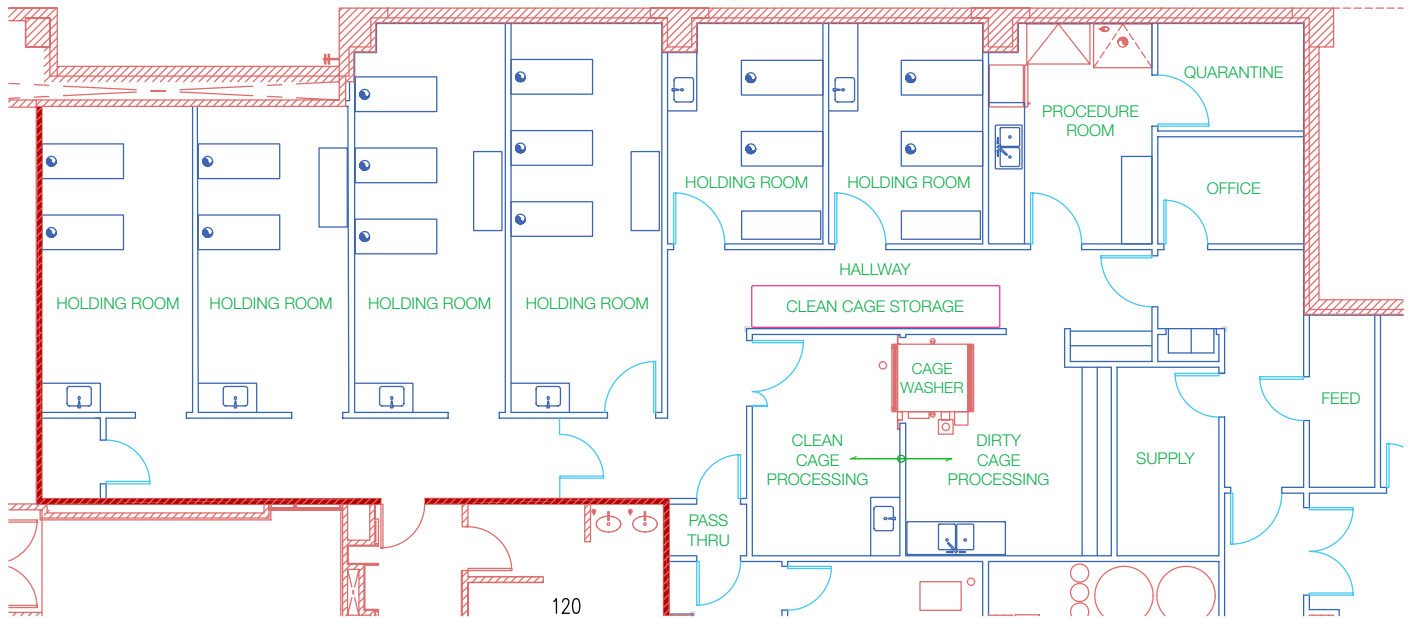 QUARANTINE
PROCEDURE
ROOM
HOLDING ROOM
HOLDING ROOM
OFFICE
HALLWAY
HOLDING ROOM
HOLDING ROOM
HOLDING ROOM
HOLDING ROOM
CLEAN CAGE STORAGE
CAGE
WASHER
FEED
CLEAN
CAGE
PROCESSING
DIRTY
CAGE
PROCESSING
SUPPLY
PASS
THRU
120